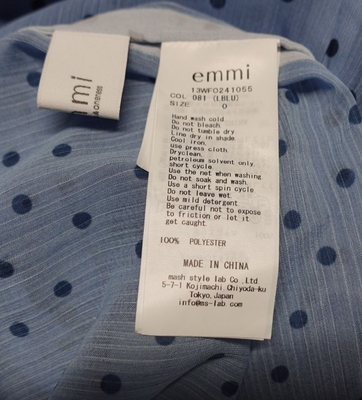 mmi
emmi
13WFO241055
COL 081 (LBLU)
SIZE 0
Hand wash cold
Do not bleach.
Do not tumble dry
Line dry in shade.
Cool iron.
use press cloth
Dryclean,
petroleum solvent only,
short cycle.
Use the net when washing
Do not soak and wash.
Use a short spin cycle
Do not leave wet.
Use mild detergent.
Be careful not to expose
to friction or let it
get caught
100% POLYESTER
MADE IN CHINA
mash style lab Co.,Ltd.
5-7-1 Kojimachi Chiyoda-ku
Tokyo,Japan
info@ms-lab.com